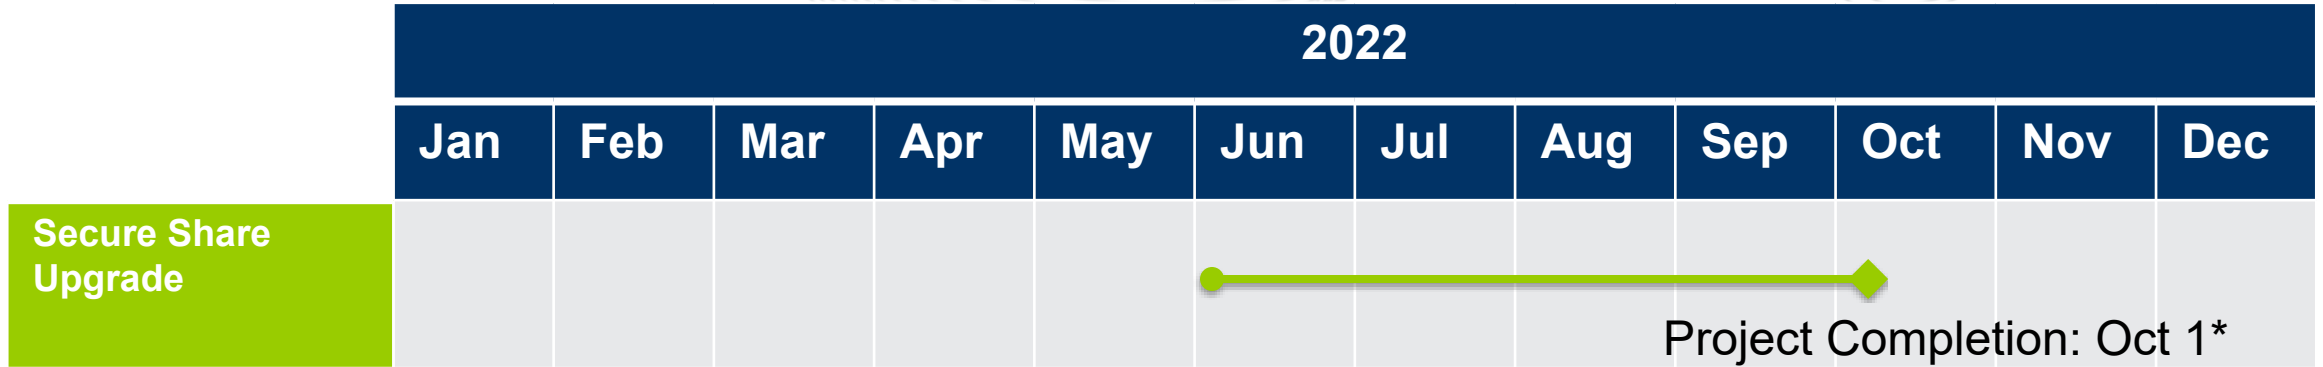 2022
Jan Feb Mar Apr May Jun Jul Aug Sep Oct Nov Dec
Secure Share
Upgrade
Project Completion: Oct 1*